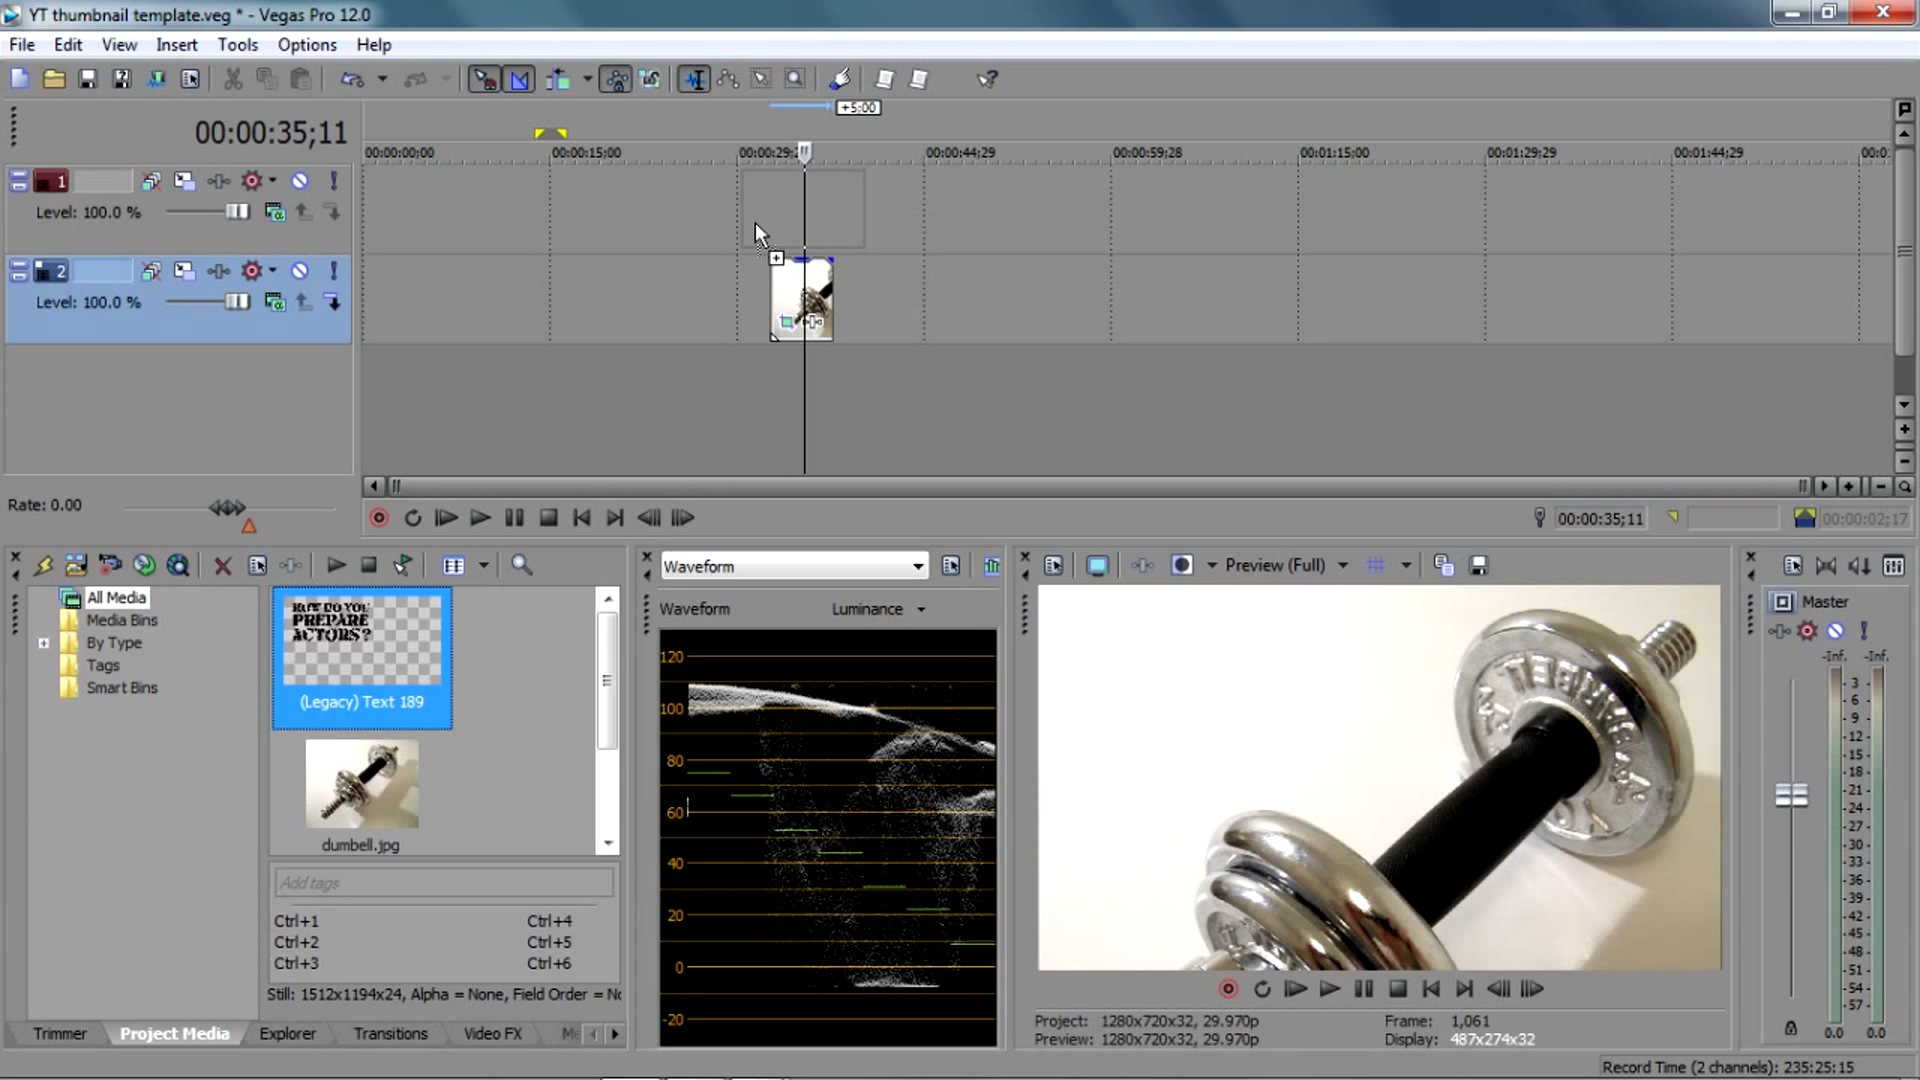 YT thumbnail template.veg * - Vegas Pro 12.0
File Edit View Insert Tools Options Help
+5;00
00:00:35;11
00:00:00;00 00:00:15;00 00:00:29; 00:00:44;29 00:00:59;28 00:01:15;00 00:01:29;29 00:01:44;29 00:0
1
Level: 100.0 %
2
Level: 100.0 %
Rate: 0.00
00:00:35;11 00:00:02;17
Waveform
Preview (Full)
All Media
Media Bins
By Type
Tags
Smart Bins
PREPARE
ACTORS?
(Legacy) Text 189
dumbell.jpg
Add tags
Ctrl+1 Ctrl+4
Ctrl+2 Ctrl+5
Ctrl+3 Ctrl+6
Still: 1512x1194x24, Alpha = None, Field Order = No
Trimmer Project Media Explorer Transitions Video FX Me
Waveform Luminance
120
100
80
60
40
20
0
-20
Project: 1280x720x32, 29.970p
Preview: 1280x720x32, 29.970p
Frame: 1,061
Display: 487x274x32
Master
-Inf. -Inf.
3
6
9
12
15
18
21
24
27
30
33
36
39
42
45
48
51
54
57
0.0 0.0
Record Time (2 channels): 235:25:15